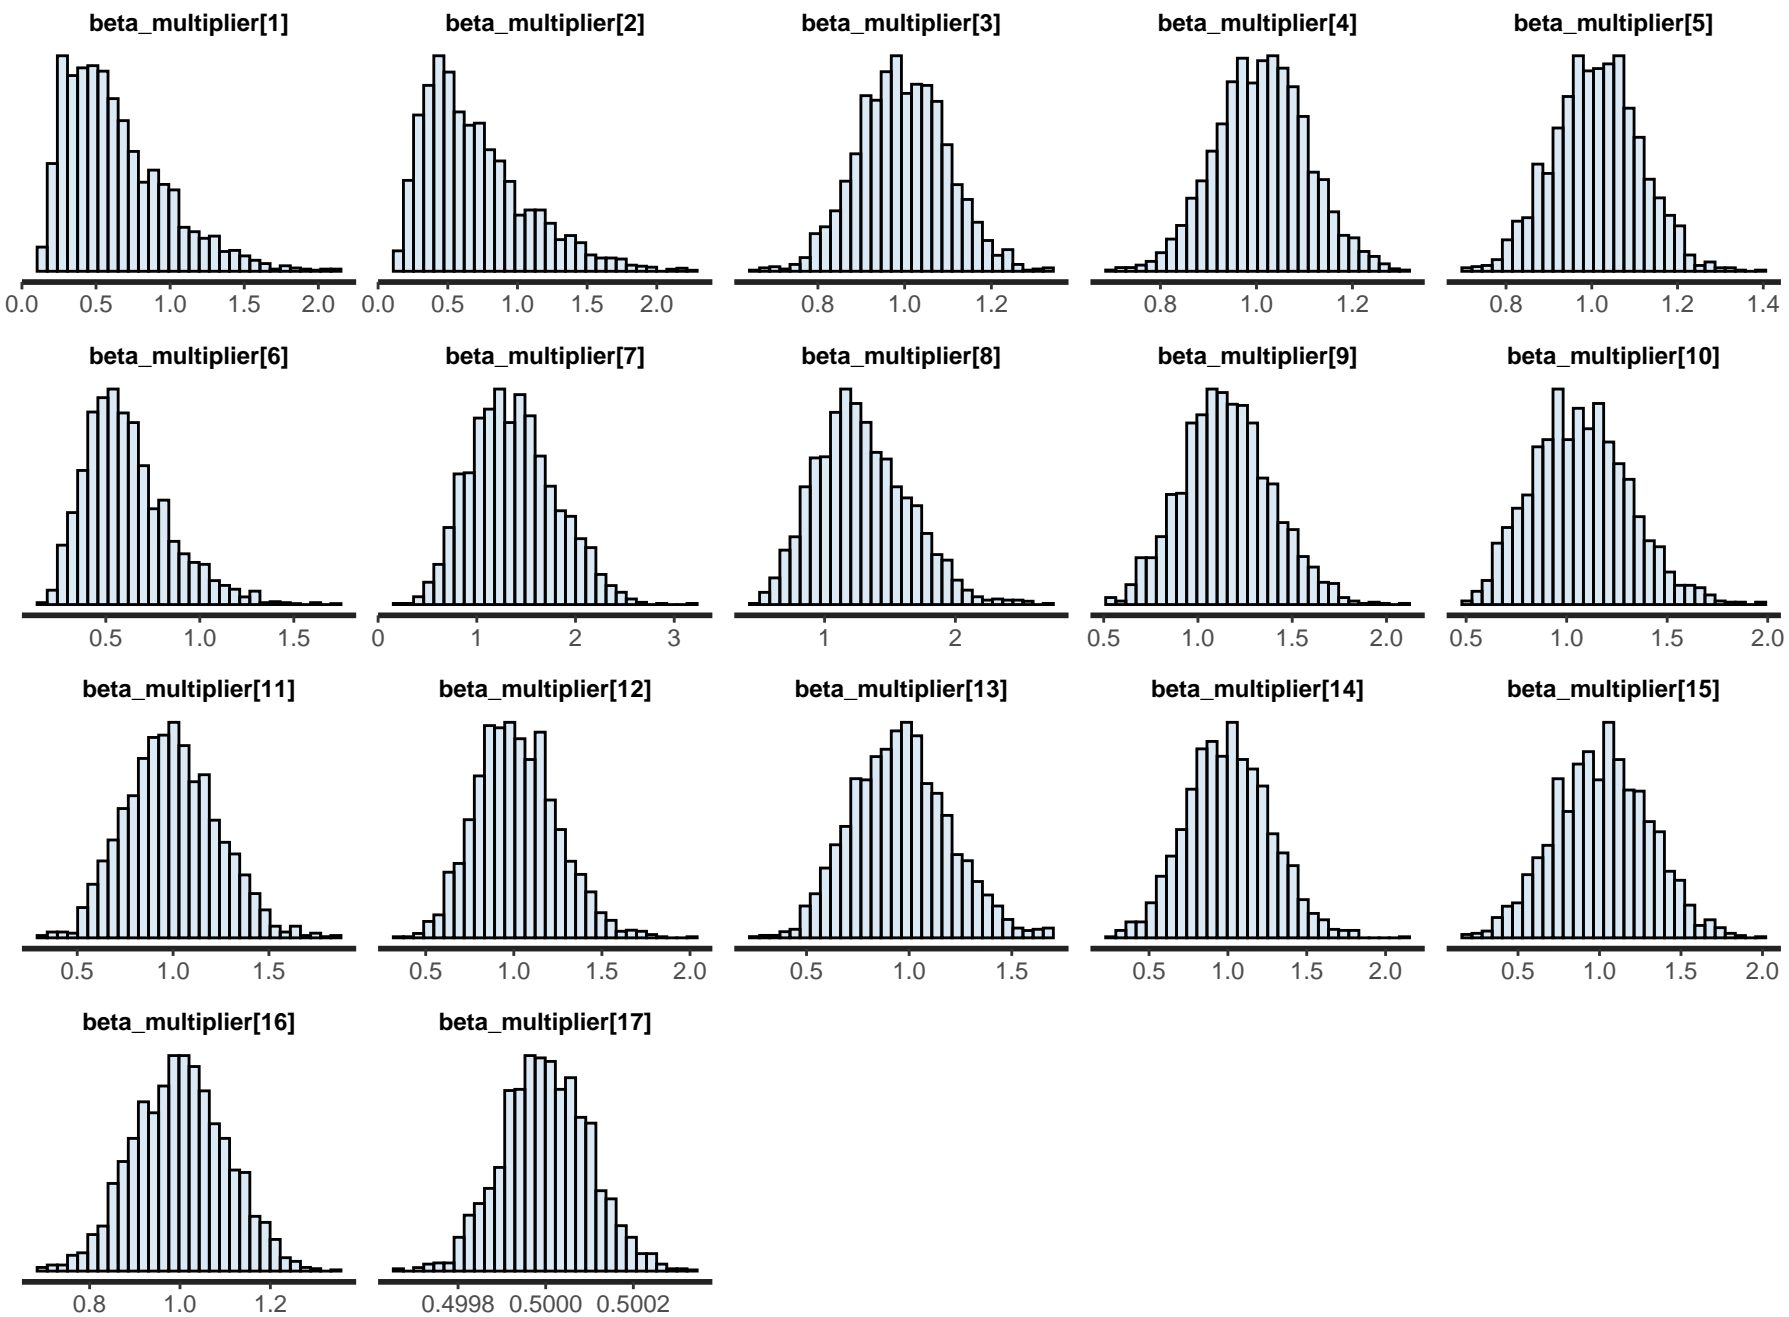 beta_multiplier[1] beta_multiplier[2] beta_multiplier[3] beta_multiplier[4] beta_multiplier[5]
0.0 0.5 1.0 1.5 2.0 0.0 0.5 1.0 1.5 2.0 0.8 1.0 1.2 0.8 1.0 1.2 0.8 1.0 1.2 1.4
beta_multiplier[6] beta_multiplier[7] beta_multiplier[8] beta_multiplier[9] beta_multiplier[10]
0.5 1.0 1.5 0 1 2 3 1 2 0.5 1.0 1.5 2.0 0.5 1.0 1.5 2.0
beta_multiplier[11] beta_multiplier[12] beta_multiplier[13] beta_multiplier[14] beta_multiplier[15]
0.5 1.0 1.5 0.5 1.0 1.5 2.0 0.5 1.0 1.5 0.5 1.0 1.5 2.0 0.5 1.0 1.5 2.0
beta_multiplier[16] beta_multiplier[17]
0.8 1.0 1.2 0.4998 0.5000 0.5002